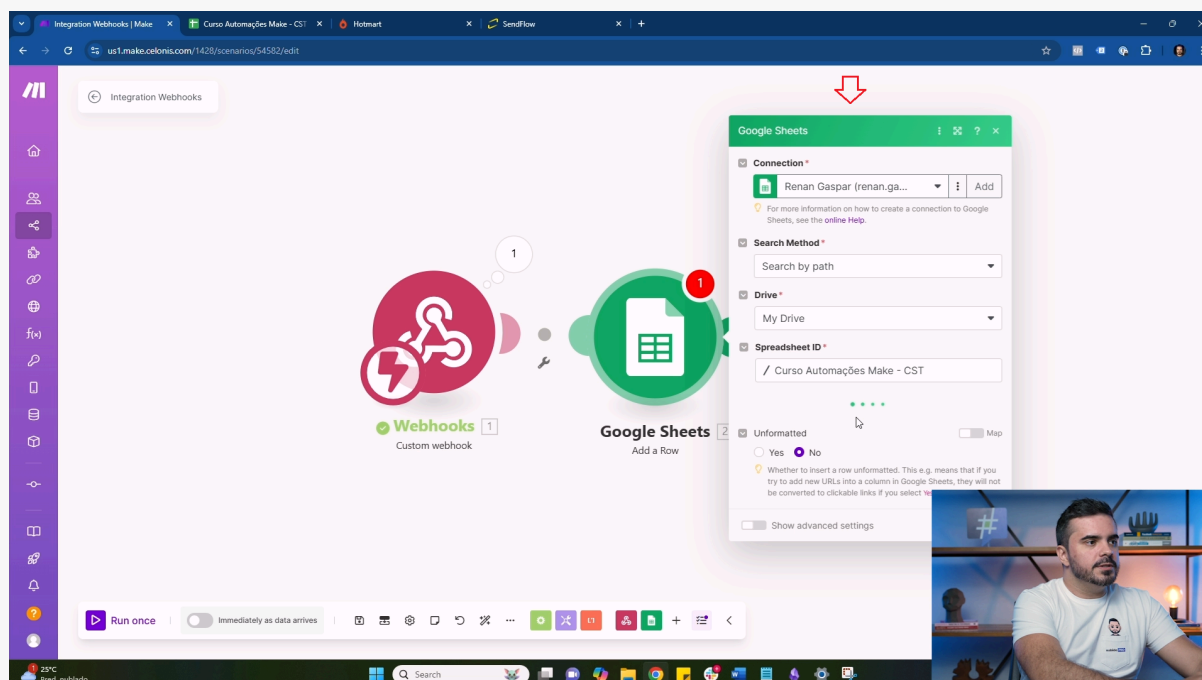 Integration Webhooks | Make
Curso Automações Make - CST
Hotmart
SendFlow
us1.make.celonis.com/1428/scenarios/54582/edit
Integration Webhooks
Google Sheets
Connection *
Renan Gaspar (renan.ga...
Add
For more information on how to create a connection to Google
Sheets, see the online Help.
Search Method *
Search by path
Drive *
My Drive
Spreadsheet ID *
/ Curso Automações Make - CST
Unformatted
Map
Yes No
Whether to insert a row unformatted. This e.g. means that if you
try to add new URLs into a column in Google Sheets, they will not
be converted to clickable links if you select
Show advanced settings
1
1
Webhooks 1
Custom webhook
Google Sheets 2
Add a Row
Run once
Immediately as data arrives
1
25°C
Pred. nublado
Search